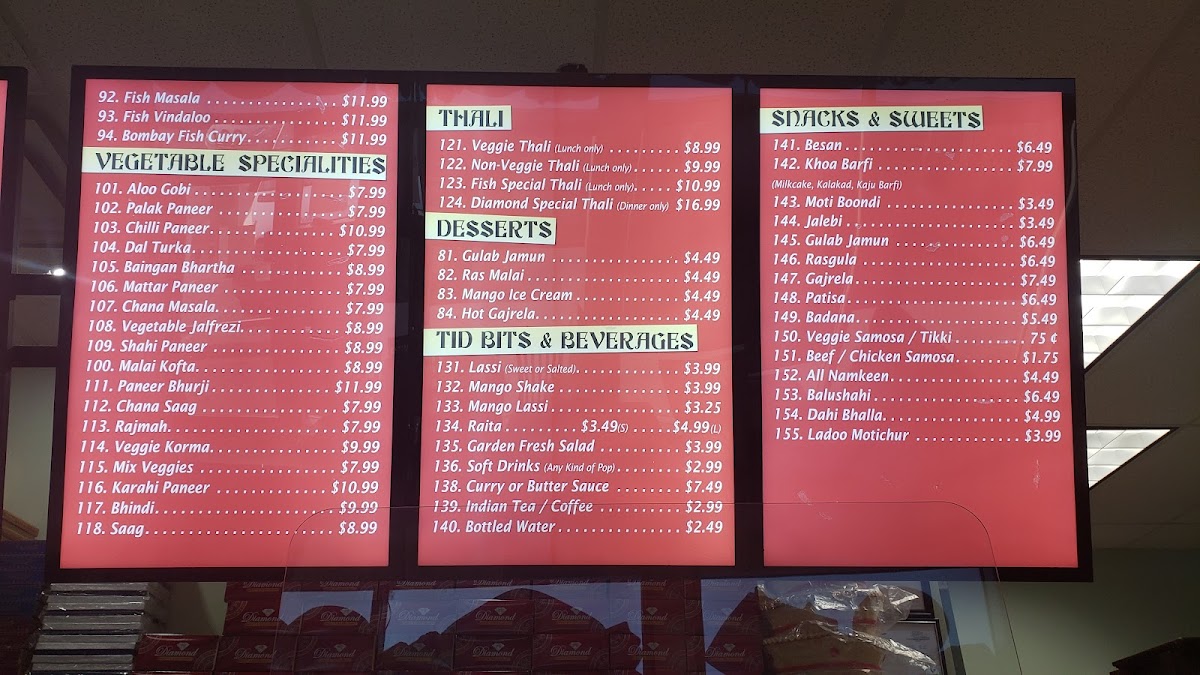 92. Fish Masala ................. $11.99
93. Fish Vindaloo ................ $11.99
94. Bombay Fish Curry............ $11.99
VEGETABLE SPECIALITIES
101. Aloo Gobi .................... $7.99
102. Palak Paneer ................. $7.99
103. Chilli Paneer................ $10.99
104. Dal Turka.................... $7.99
105. Baingan Bhartha .............. $8.99
106. Mattar Paneer ................ $7.99
107. Chana Masala................. $7.99
108. Vegetable Jalfrezi............. $8.99
109. Shahi Paneer ................. $8.99
100. Malai Kofta.................. $8.99
111. Paneer Bhurji................ $11.99
112. Chana Saag .................. $7.99
113. Rajmah...................... $7.99
114. Veggie Korma................. $9.99
115. Mix Veggies .................. $7.99
116. Karahi Paneer ............... $10.99
117. Bhindi....................... $9.99
118. Saag......................... $8.99
THALI
121. Veggie Thali (Lunch only) .......... $8.99
122. Non-Veggie Thali (Lunch only) ..... $9.99
123. Fish Special Thali (Lunch only)..... $10.99
124. Diamond Special Thali (Dinner only) $16.99
DESSERTS
81. Gulab Jamun ................. $4.49
82. Ras Malai .................... $4.49
83. Mango Ice Cream ............. $4.49
84. Hot Gajrela................... $4.49
TID BITS & BEVERAGES
131. Lassi (Sweet or Salted)............. $3.99
132. Mango Shake ................ $3.99
133. Mango Lassi................. $3.25
134. Raita ......... $3.49(S) ..... $4.99(L)
135. Garden Fresh Salad ........... $3.99
136. Soft Drinks (Any Kind of Pop)........ $2.99
138. Curry or Butter Sauce ........ $7.49
139. Indian Tea / Coffee ........... $2.99
140. Bottled Water................ $2.49
SNACKS & SWEETS
141. Besan ....................... $6.49
142. Khoa Barfi ................... $7.99
(Milkcake, Kalakad, Kaju Barfi)
143. Moti Boondi ................. $3.49
144. Jalebi ....................... $3.49
145. Gulab Jamun ................ $6.49
146. Rasgula ..................... $6.49
147. Gajrela...................... $7.49
148. Patisa....................... $6.49
149. Badana...................... $5.49
150. Veggie Samosa / Tikki .......... 75 ¢
151. Beef / Chicken Samosa......... $1.75
152. All Namkeen................. $4.49
153. Balushahi ................... $6.49
154. Dahi Bhalla.................. $4.99
155. Ladoo Motichur .............. $3.99
Diamond Diamond Diamond Diamond Diamond
Diamond Diamond Diamond Diamond Diamond